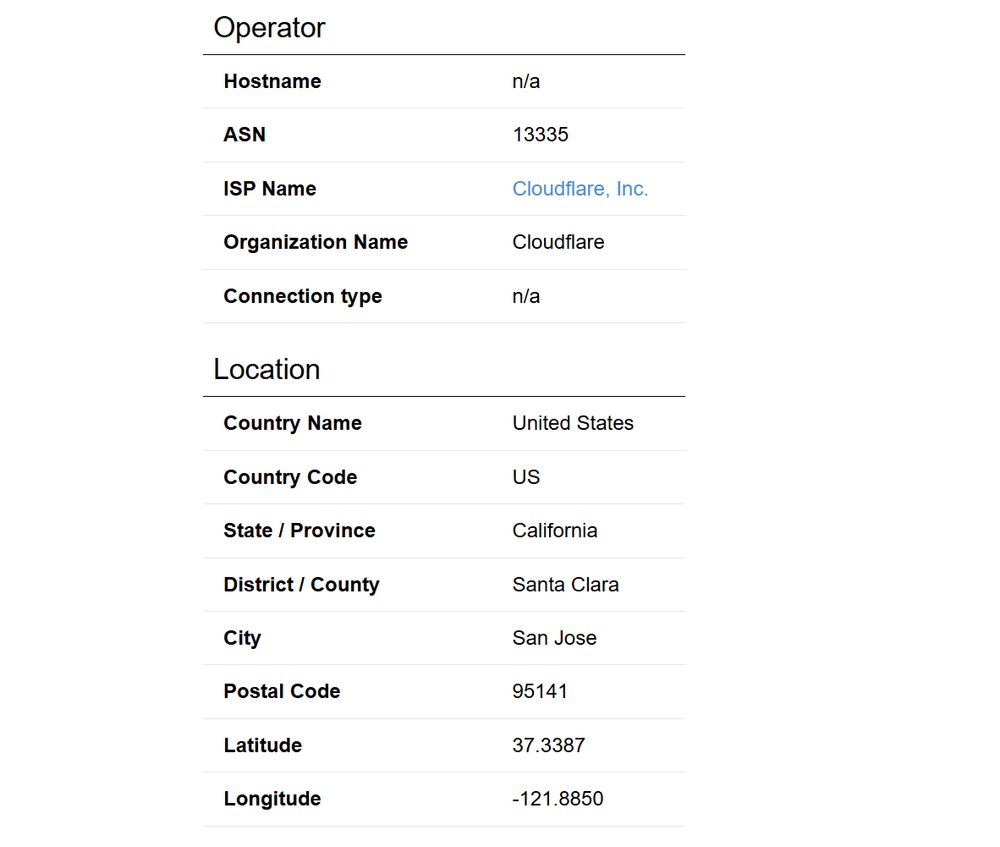 Operator
Hostname n/a
ASN 13335
ISP Name Cloudflare, Inc.
Organization Name Cloudflare
Connection type n/a
Location
Country Name United States
Country Code US
State / Province California
District / County Santa Clara
City San Jose
Postal Code 95141
Latitude 37.3387
Longitude -121.8850